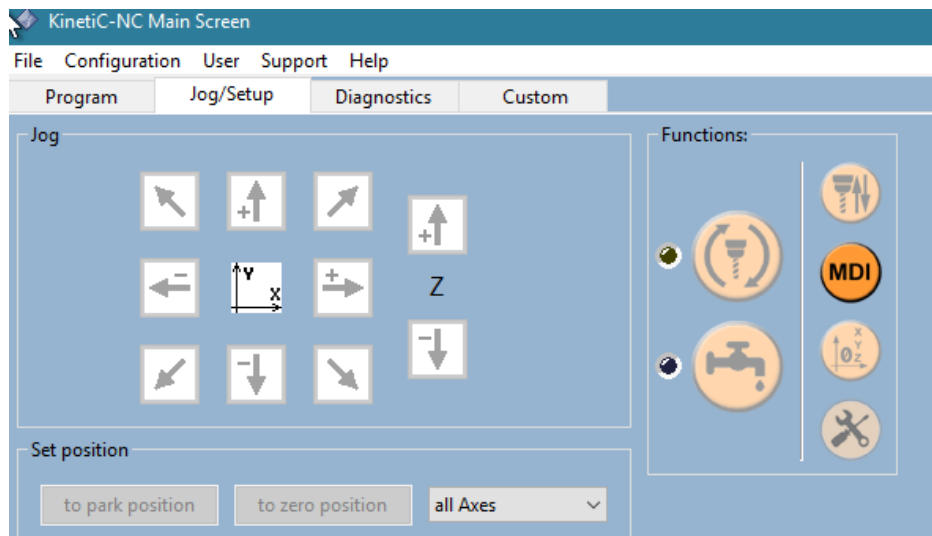 KinetiC-NC Main Screen
File Configuration User Support Help
Program Jog/Setup Diagnostics Custom
Jog
Functions:
+
+
-
Y
X
+
Z
MDI
-
-
X
Y
0 Z
Set position
to park position to zero position all Axes